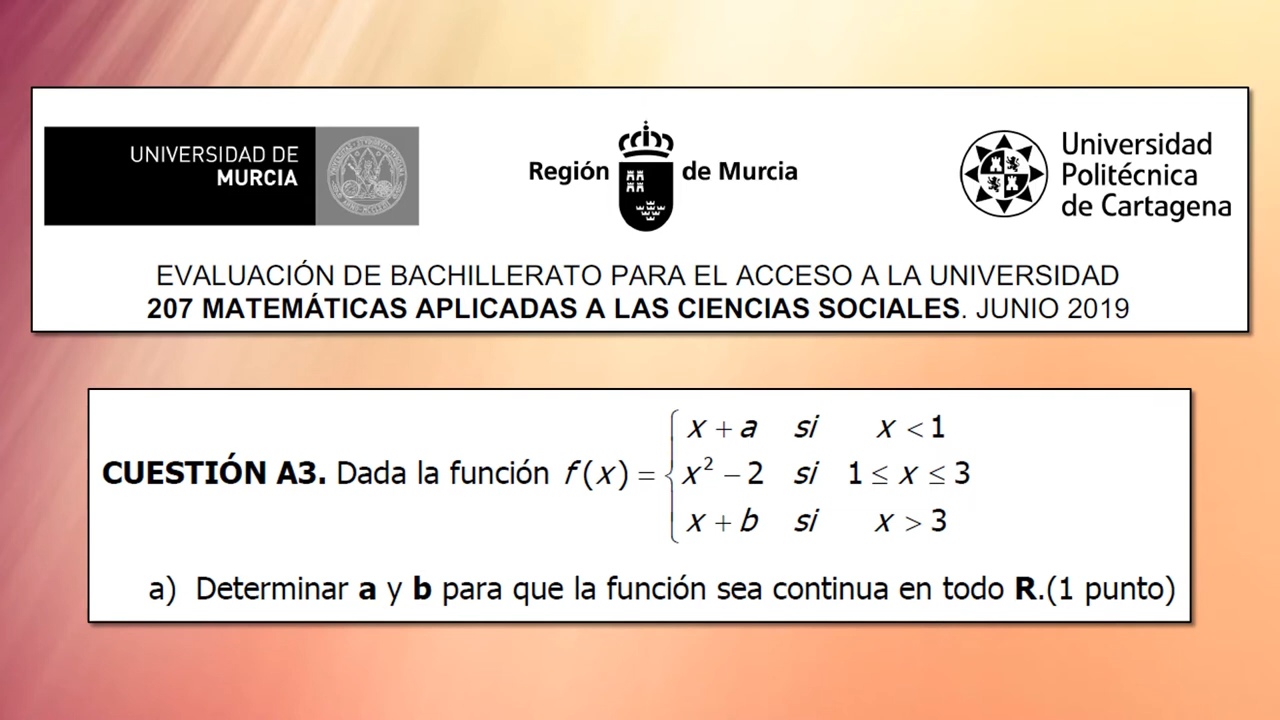 UNIVERSIDAD DE
MURCIA
Región de Murcia
Universidad
Politécnica
de Cartagena
EVALUACIÓN DE BACHILLERATO PARA EL ACCESO A LA UNIVERSIDAD
207 MATEMÁTICAS APLICADAS A LAS CIENCIAS SOCIALES. JUNIO 2019
x + a si x < 1
CUESTIÓN A3. Dada la función f(x) = { x² − 2 si 1 ≤ x ≤ 3
x + b si x > 3
a) Determinar a y b para que la función sea continua en todo R.(1 punto)